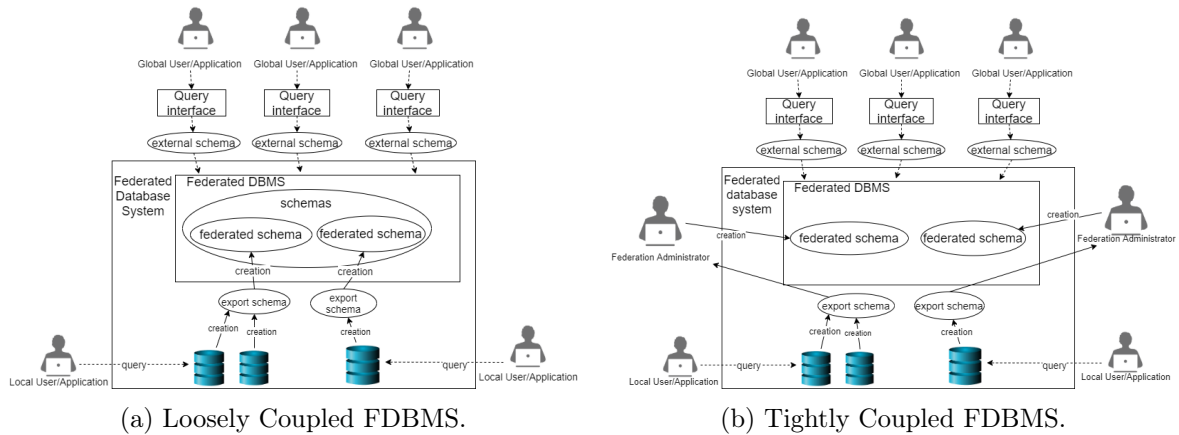 Global User/Application
Global User/Application
Global User/Application
Query
interface
Query
interface
Query
interface
external schema
external schema
external schema
Federated
Database
System
Federated DBMS
schemas
federated schema
federated schema
creation
creation
export schema
export
schema
creation
creation
creation
query
query
Local User/Application
Local User/Application
(a) Loosely Coupled FDBMS.
Global User/Application
Global User/Application
Global User/Application
Query
interface
Query
interface
Query
interface
external schema
external schema
external schema
Federated
database
system
Federated DBMS
creation
creation
federated schema
federated schema
Federation Administrator
Federation Administrator
export schema
export schema
creation
creation
creation
query
query
Local User/Application
Local User/Application
(b) Tightly Coupled FDBMS.